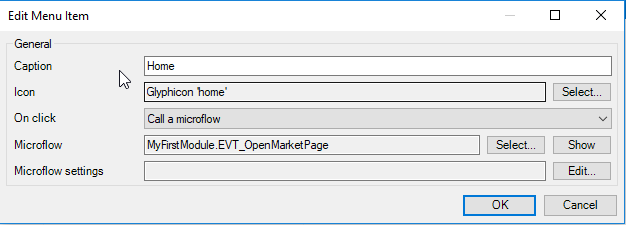 Edit Menu Item
General
Caption Home
Icon Glyphicon 'home' Select...
On click Call a microflow
Microflow MyFirstModule.EVT_OpenMarketPage Select... Show
Microflow settings Edit...
OK Cancel